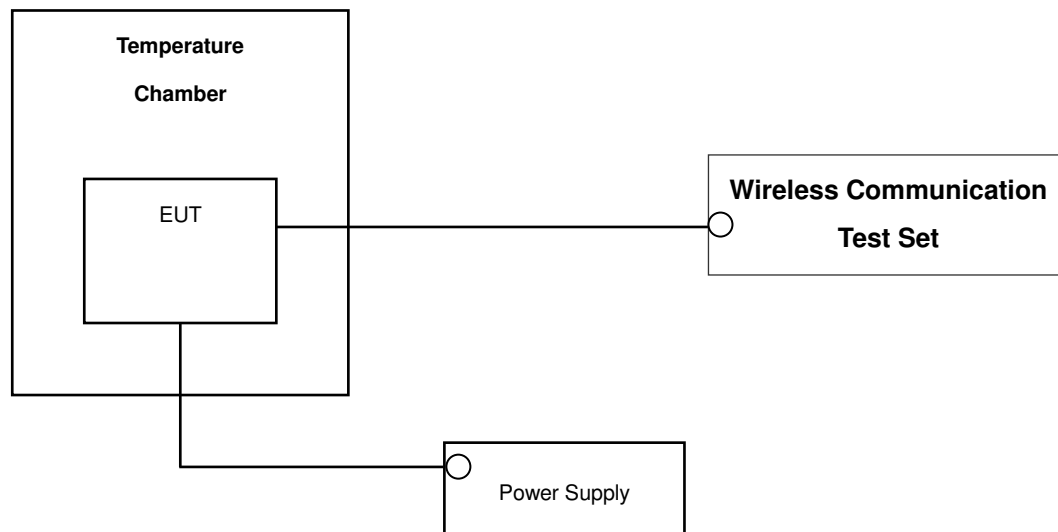 Temperature
Chamber
EUT
Wireless Communication
Test Set
Power Supply